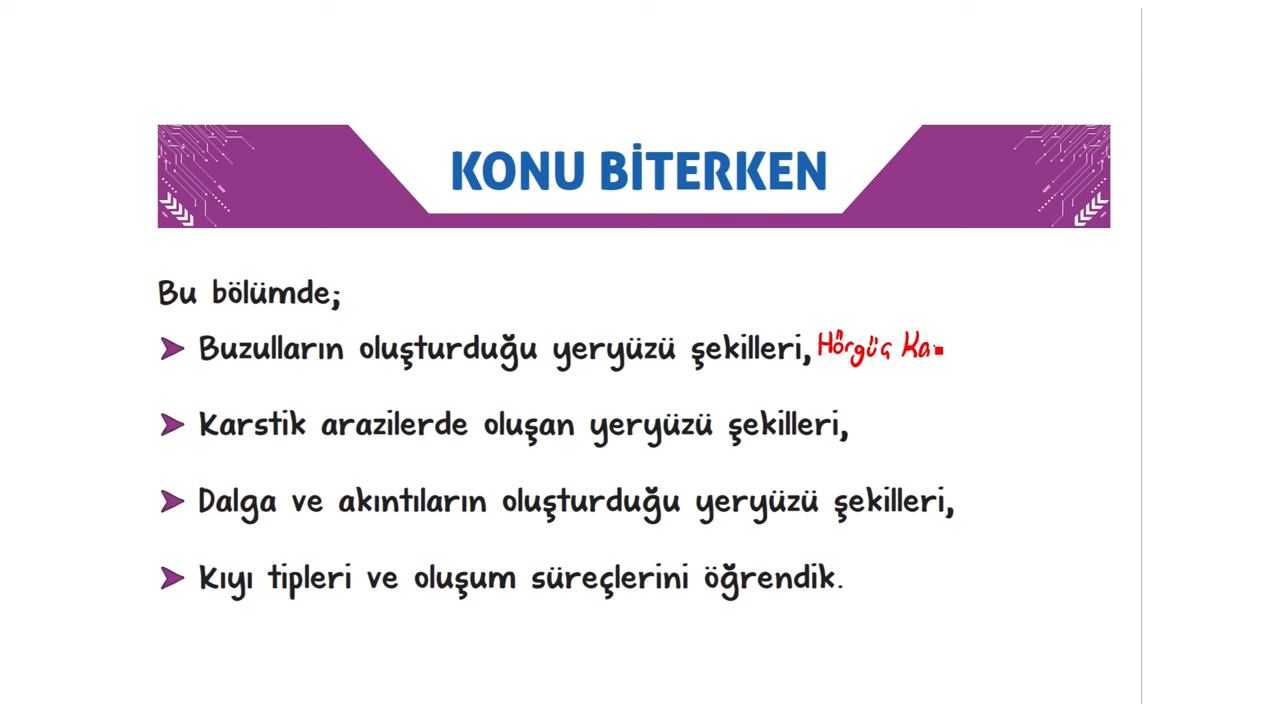 KONU BİTERKEN
Bu bölümde;
➤ Buzulların oluşturduğu yeryüzü şekilleri, Hörgüç Ka
➤ Karstik arazilerde oluşan yeryüzü şekilleri,
➤ Dalga ve akıntıların oluşturduğu yeryüzü şekilleri,
➤ Kıyı tipleri ve oluşum süreçlerini öğrendik.